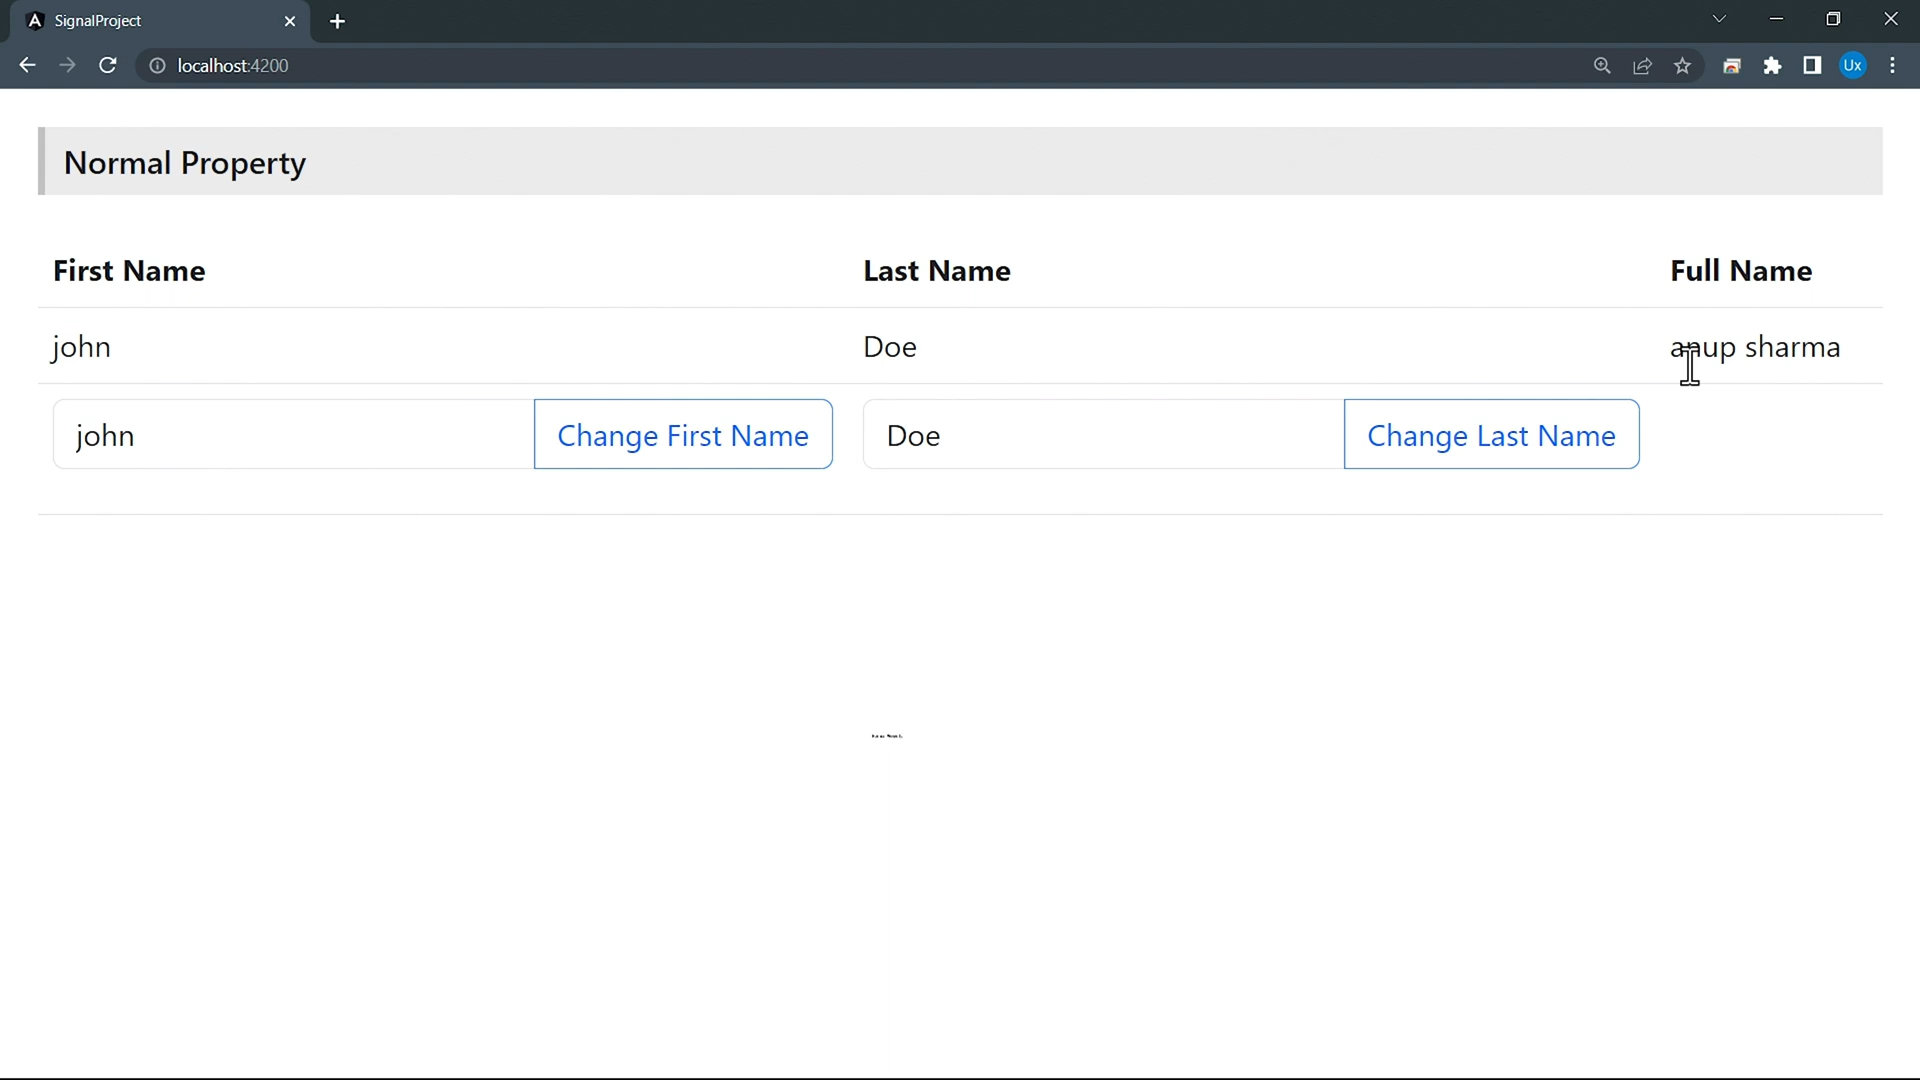 SignalProject
localhost:4200
Ux
Normal Property
First Name Last Name Full Name
john Doe anup sharma
john Change First Name Doe Change Last Name